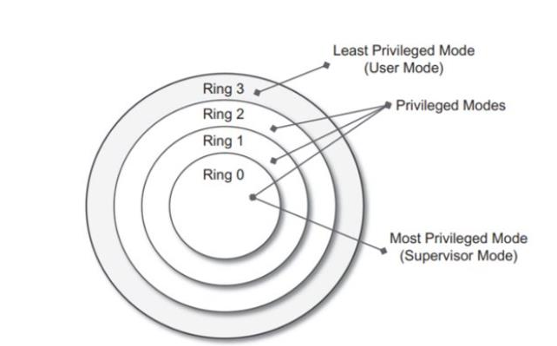 Least Privileged Mode
(User Mode)
Ring 3
Privileged Modes
Ring 2
Ring 1
Ring 0
Most Privileged Mode
(Supervisor Mode)